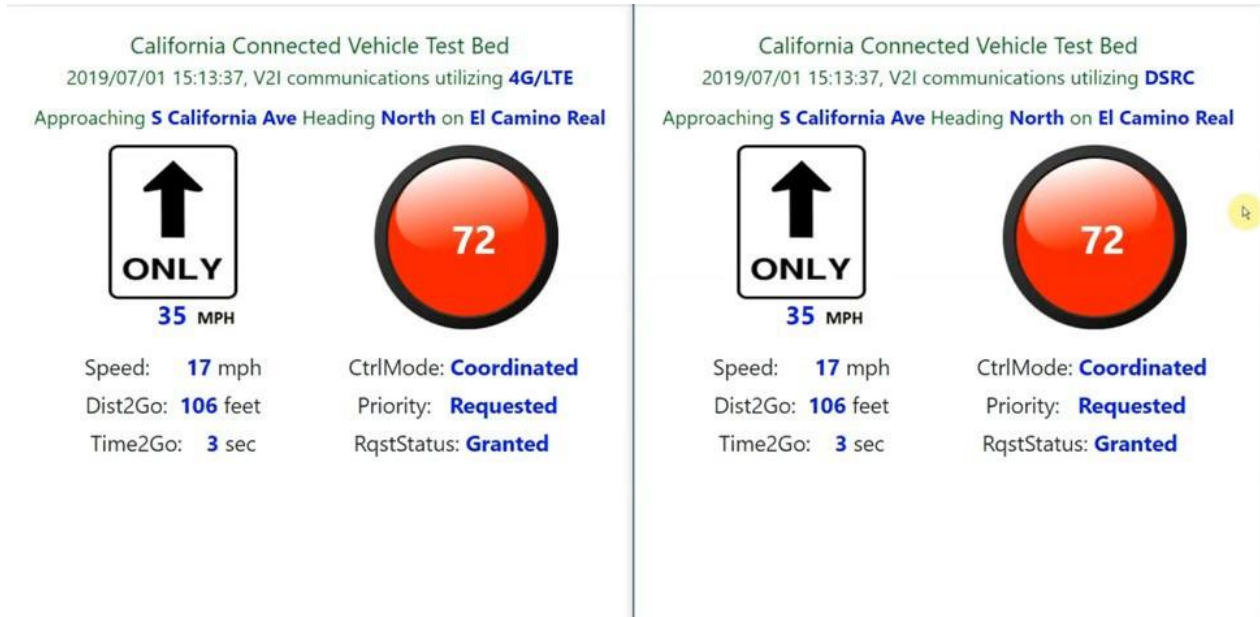 California Connected Vehicle Test Bed
2019/07/01 15:13:37, V2I communications utilizing 4G/LTE
Approaching S California Ave Heading North on El Camino Real
ONLY
72
35 MPH
Speed: 17 mph
CtrlMode: Coordinated
Dist2Go: 106 feet
Priority: Requested
Time2Go: 3 sec
RqstStatus: Granted
California Connected Vehicle Test Bed
2019/07/01 15:13:37, V2I communications utilizing DSRC
Approaching S California Ave Heading North on El Camino Real
ONLY
72
35 MPH
Speed: 17 mph
CtrlMode: Coordinated
Dist2Go: 106 feet
Priority: Requested
Time2Go: 3 sec
RqstStatus: Granted